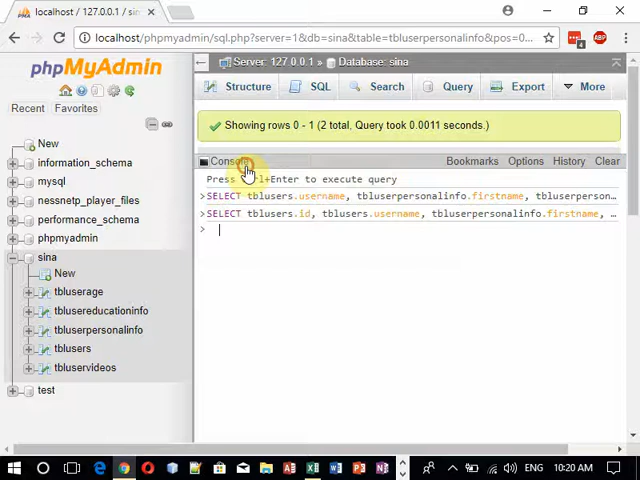 localhost / 127.0.0.1 / s
localhost/phpmyadmin/sql.php?server=1&db=sina&table=tbluserpersonalinfo&pos=0...
4
ABP
phpMyAdmin
Recent
Favorites
New
information_schema
mysql
nessnetp_player_files
performance_schema
phpmyadmin
sina
New
tbluserage
tblusereducationinfo
tbluserpersonalinfo
tblusers
tbluservideos
test
Server: 127.0.0.1 » Database: sina
Structure
SQL
Search
Query
Export
More
Showing rows 0 - 1 (2 total, Query took 0.0011 seconds.)
Console
Bookmarks Options History Clear
Press Ctrl+Enter to execute query
>SELECT tblusers.username, tbluserpersonalinfo.firstname, tbluserperson...
>SELECT tblusers.id, tblusers.username, tbluserpersonalinfo.firstname, ...
>
ENG 10:20 AM